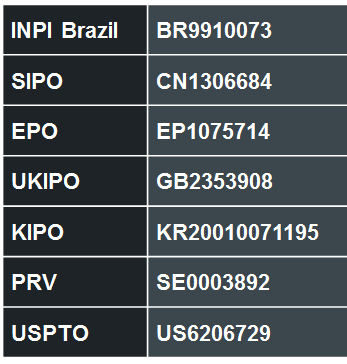 INPI Brazil BR9910073
SIPO CN1306684
EPO EP1075714
UKIPO GB2353908
KIPO KR20010071195
PRV SE0003892
USPTO US6206729